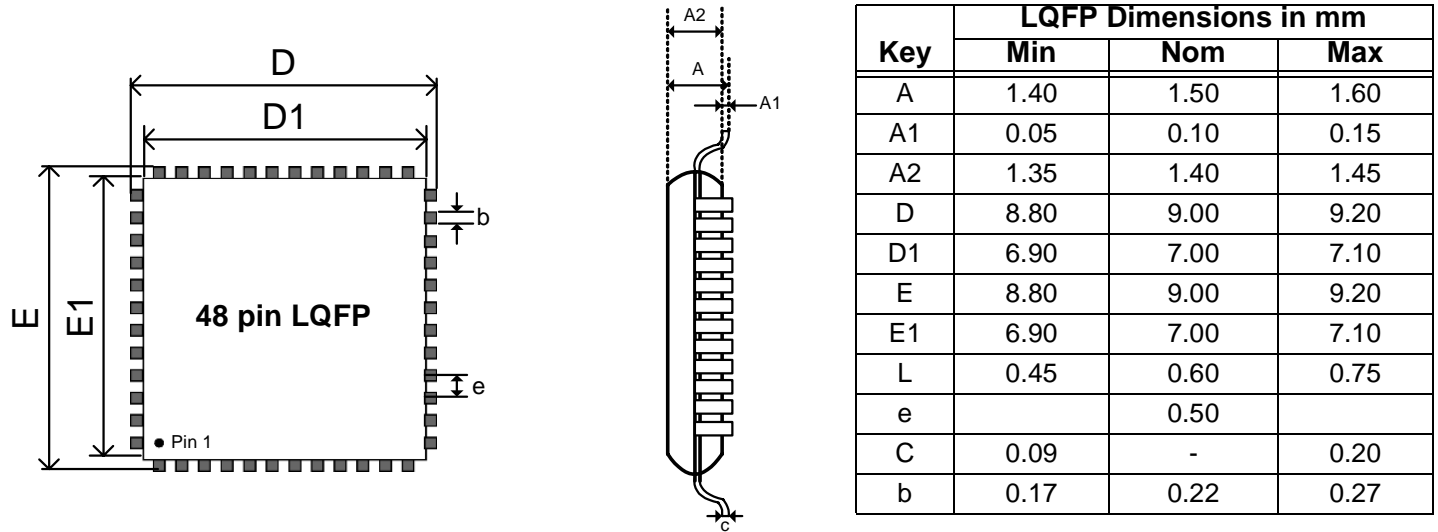 D
D1
E
E1
b
e
48 pin LQFP
Pin 1
A2
A
A1
c
LQFP Dimensions in mm
Key Min Nom Max
A 1.40 1.50 1.60
A1 0.05 0.10 0.15
A2 1.35 1.40 1.45
D 8.80 9.00 9.20
D1 6.90 7.00 7.10
E 8.80 9.00 9.20
E1 6.90 7.00 7.10
L 0.45 0.60 0.75
e 0.50
C 0.09 - 0.20
b 0.17 0.22 0.27